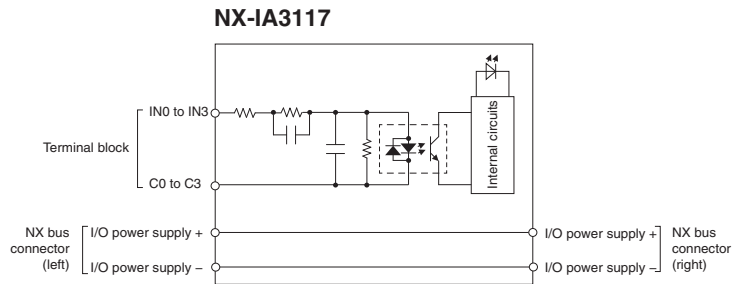 NX-IA3117
IN0 to IN3
Terminal block
C0 to C3
Internal circuits
NX bus
connector
(left)
I/O power supply +
I/O power supply –
I/O power supply +
I/O power supply –
NX bus
connector
(right)